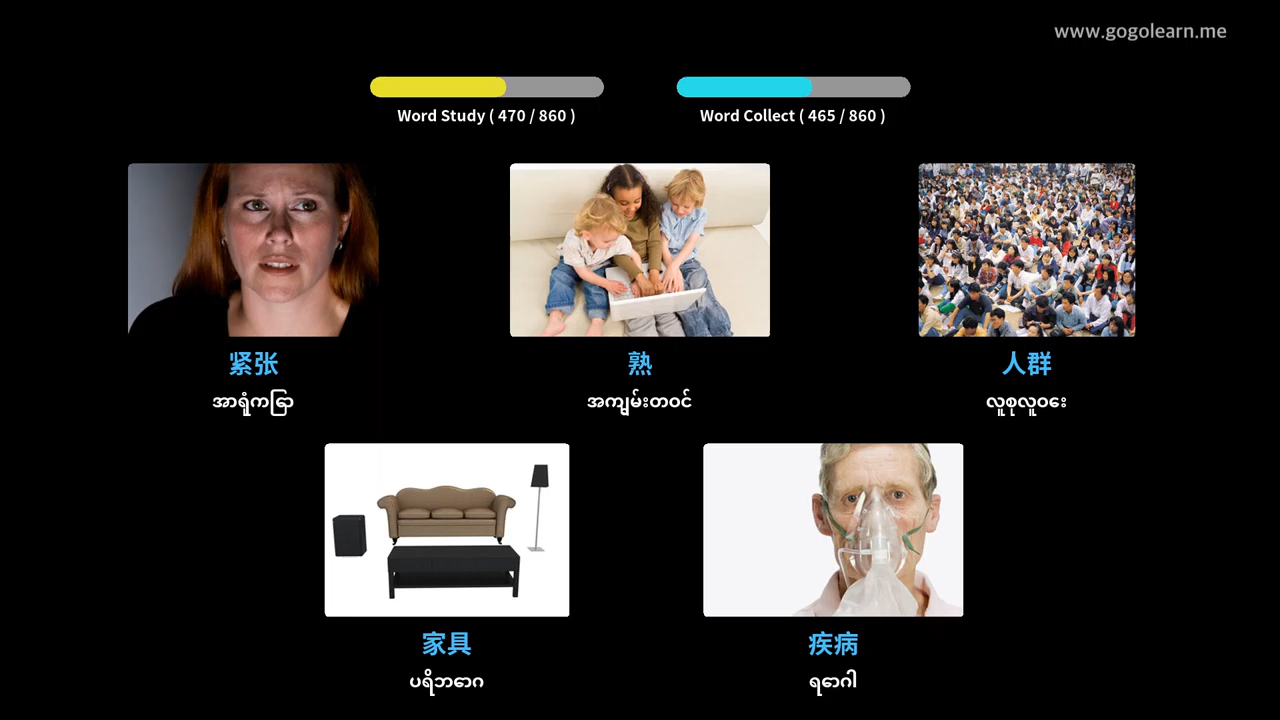 www.gogolearn.me
Word Study ( 470 / 860 )
Word Collect ( 465 / 860 )
紧张
အာရုံကြော
熟
အကျမ်းတဝင်
人群
လူစုလူဝေး
家具
ပရိဘောဂ
疾病
ရောဂါ